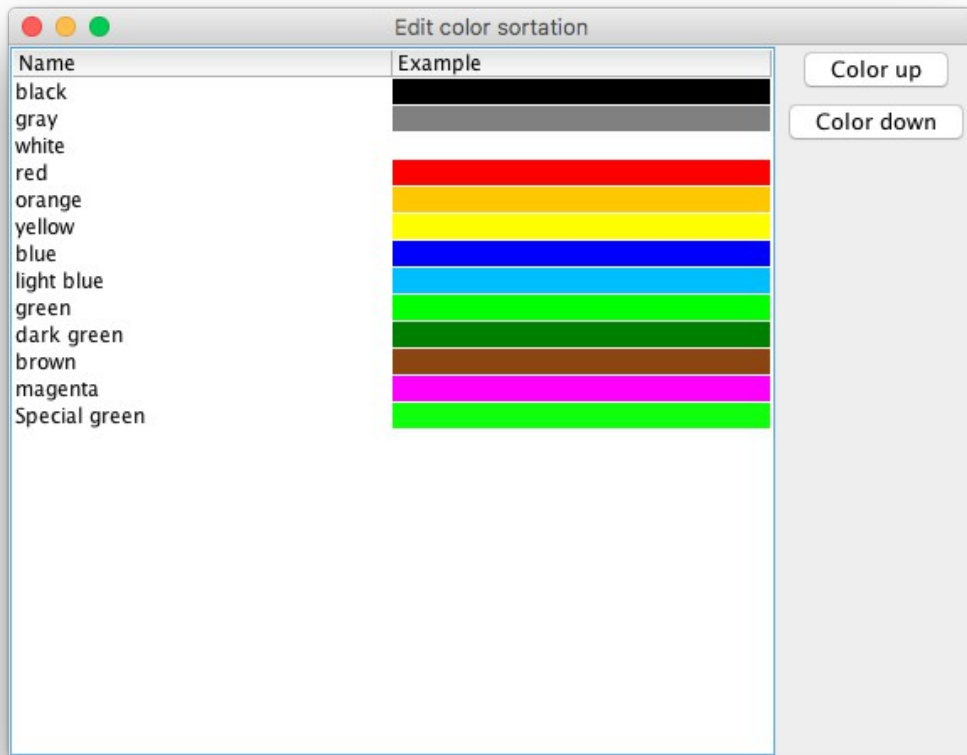 Edit color sortation
Name Example
Color up
Color down
black
gray
white
red
orange
yellow
blue
light blue
green
dark green
brown
magenta
Special green